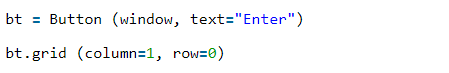 bt = Button (window, text="Enter")
bt.grid (column=1, row=0)